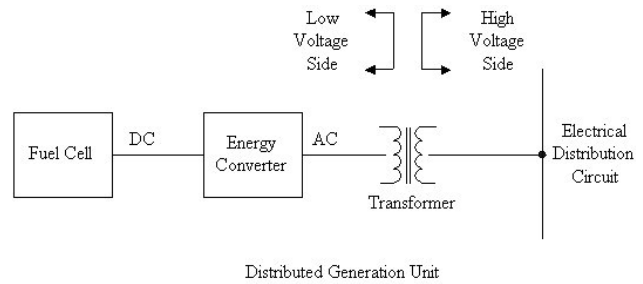 Low
Voltage
Side
High
Voltage
Side
Fuel Cell
DC
Energy
Converter
AC
Transformer
Electrical
Distribution
Circuit
Distributed Generation Unit